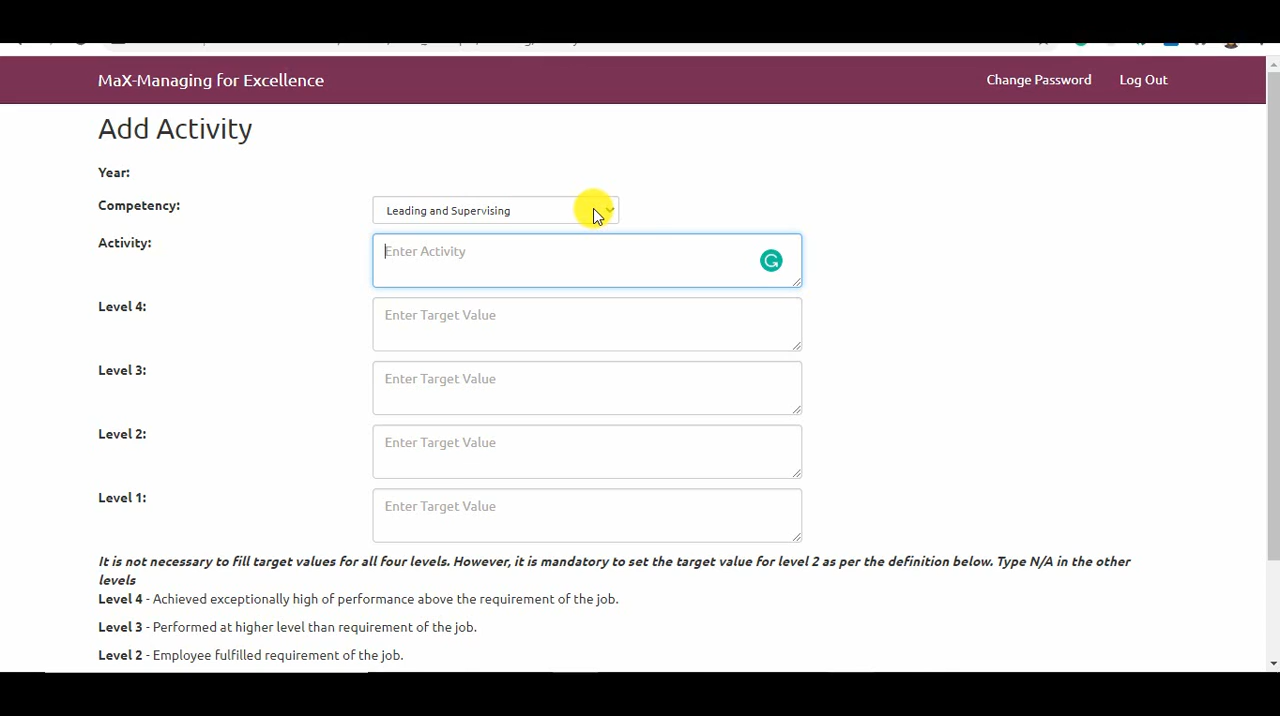 MaX-Managing for Excellence
Change Password
Log Out
Add Activity
Year:
Competency:
Leading and Supervising
Activity:
Enter Activity
Level 4:
Enter Target Value
Level 3:
Enter Target Value
Level 2:
Enter Target Value
Level 1:
Enter Target Value
It is not necessary to fill target values for all four levels. However, it is mandatory to set the target value for level 2 as per the definition below. Type N/A in the other
levels
Level 4 - Achieved exceptionally high of performance above the requirement of the job.
Level 3 - Performed at higher level than requirement of the job.
Level 2 - Employee fulfilled requirement of the job.